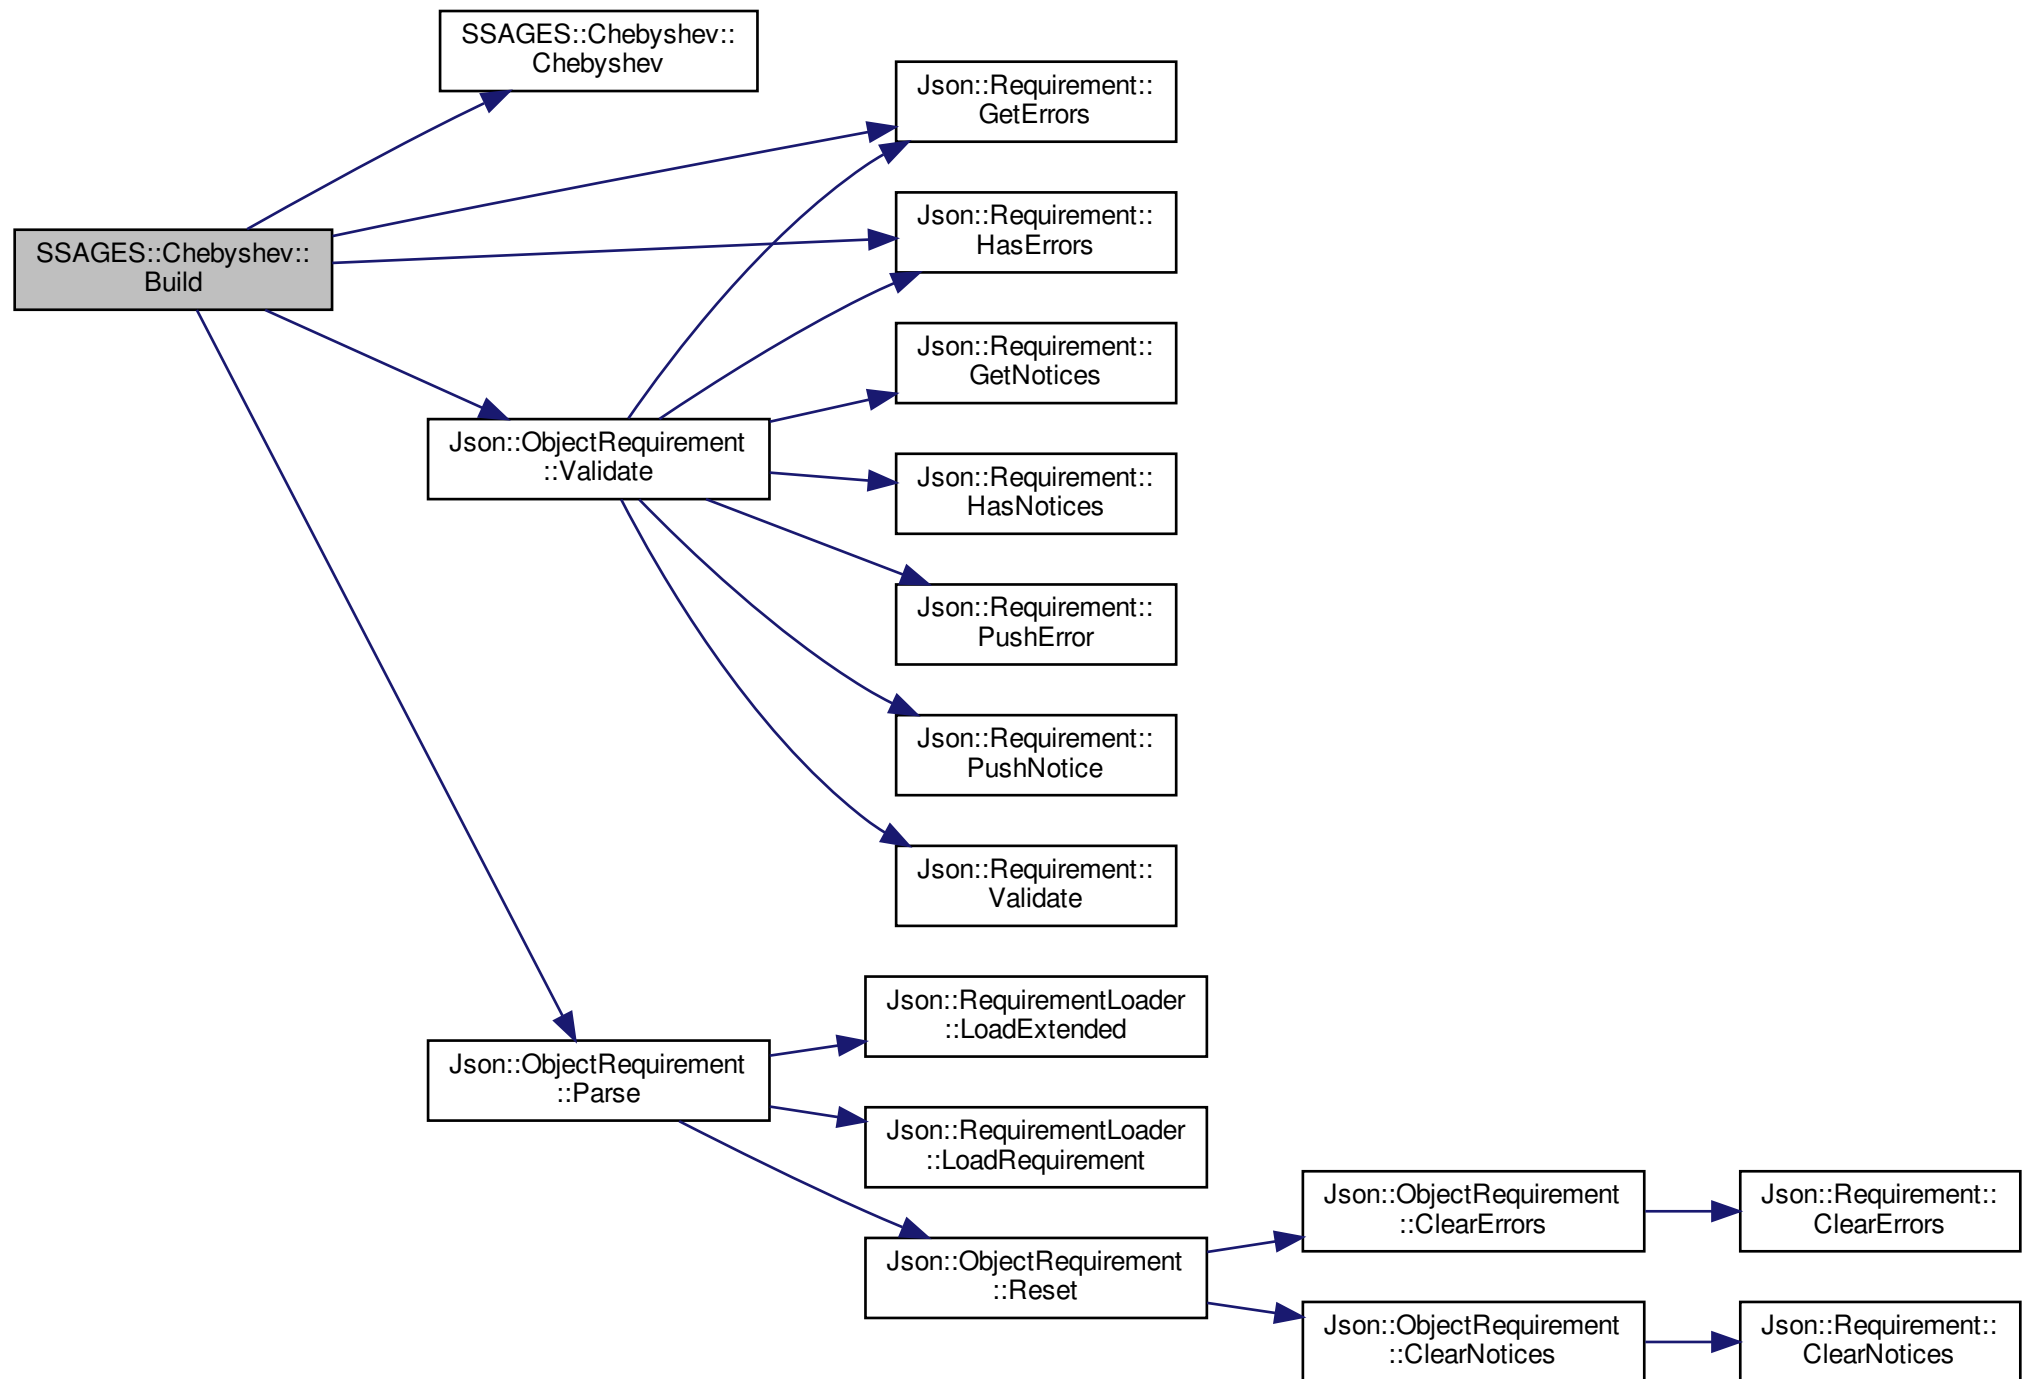 SSAGES::Chebyshev::
Chebyshev
Json::Requirement::
GetErrors
Json::Requirement::
HasErrors
SSAGES::Chebyshev::
Build
Json::Requirement::
GetNotices
Json::ObjectRequirement
::Validate
Json::Requirement::
HasNotices
Json::Requirement::
PushError
Json::Requirement::
PushNotice
Json::Requirement::
Validate
Json::RequirementLoader
::LoadExtended
Json::ObjectRequirement
::Parse
Json::RequirementLoader
::LoadRequirement
Json::ObjectRequirement
::Reset
Json::ObjectRequirement
::ClearErrors
Json::Requirement::
ClearErrors
Json::ObjectRequirement
::ClearNotices
Json::Requirement::
ClearNotices